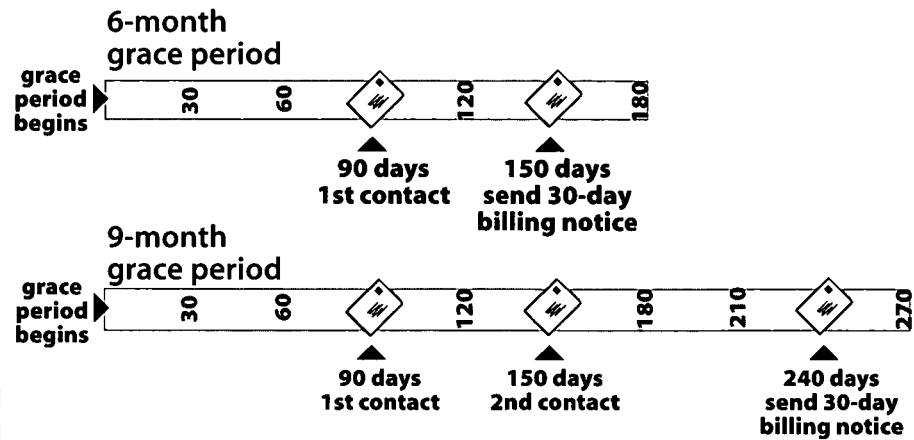 6-month
grace period
grace
period
begins
30
60
120
180
90 days
1st contact
150 days
send 30-day
billing notice
9-month
grace period
grace
period
begins
30
60
120
180
210
270
90 days
1st contact
150 days
2nd contact
240 days
send 30-day
billing notice